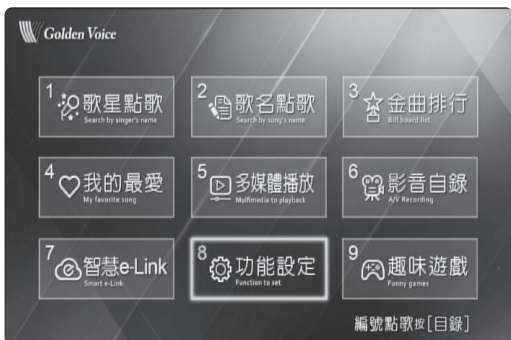 Golden Voice
1 歌星點歌
Search by singer's name
2 歌名點歌
Search by song's name
3 金曲排行
Bill board list
4 我的最愛
My favorite song
5 多媒體播放
Multimedia to playback
6 影音自錄
A/V Recording
7 智慧e-Link
Smart e-Link
8 功能設定
Function to set
9 趣味遊戲
Funny games
編號點歌按[目錄]